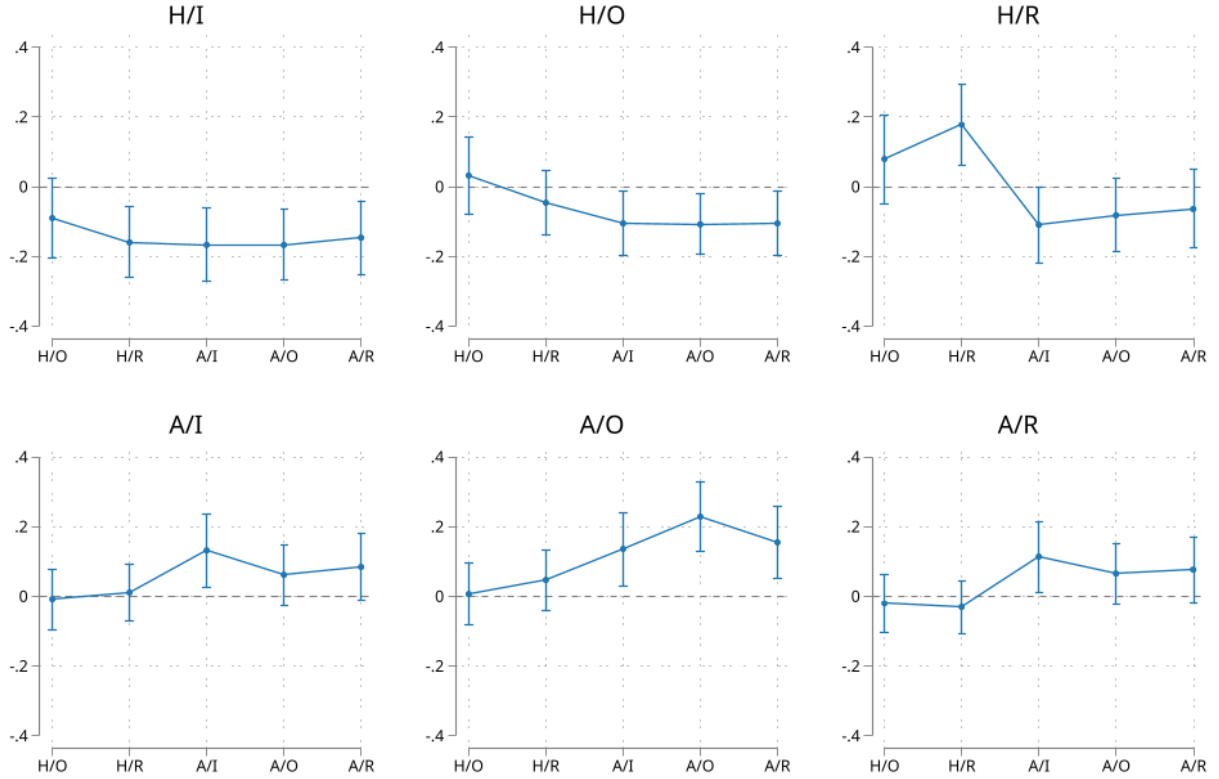 H/I H/O H/R
.4 .4 .4
.2 .2 .2
0 0 0
-.2 -.2 -.2
-.4 -.4 -.4
H/O H/R A/I A/O A/R H/O H/R A/I A/O A/R H/O H/R A/I A/O A/R
A/I A/O A/R
.4 .4 .4
.2 .2 .2
0 0 0
-.2 -.2 -.2
-.4 -.4 -.4
H/O H/R A/I A/O A/R H/O H/R A/I A/O A/R H/O H/R A/I A/O A/R